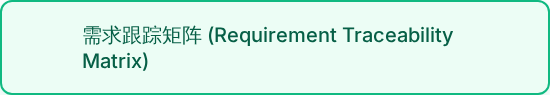 需求跟踪矩阵 (Requirement Traceability
Matrix)